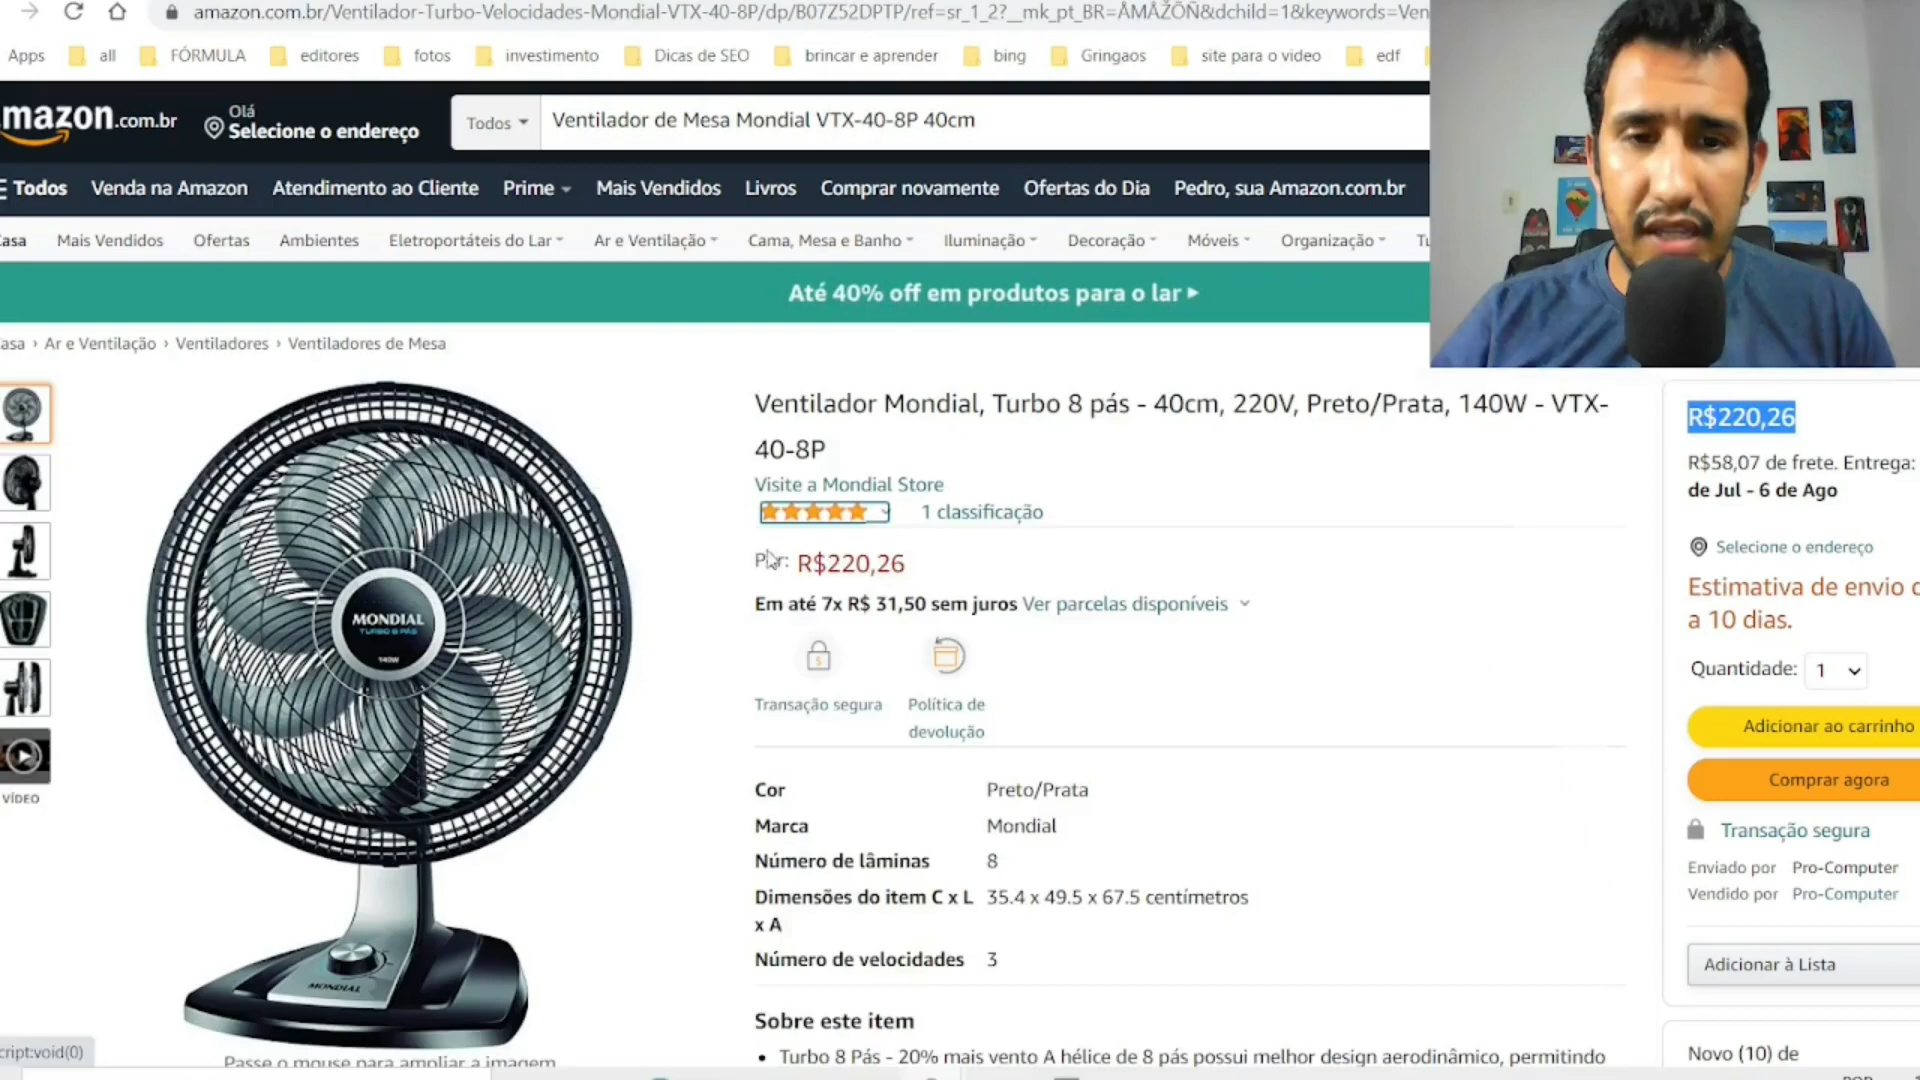 amazon.com.br/Ventilador-Turbo-Velocidades-Mondial-VTX-40-8P/dp/B07Z52DPTP/ref=sr_1_2?__mk_pt_BR=ÅMÅŽÕÑ&dchild=1&keywords=Ven
Apps all FÓRMULA editores fotos investimento Dicas de SEO brincar e aprender bing Gringaos site para o video edf
mazon.com.br
Olá
Selecione o endereço
Todos
Ventilador de Mesa Mondial VTX-40-8P 40cm
Todos Venda na Amazon Atendimento ao Cliente Prime Mais Vendidos Livros Comprar novamente Ofertas do Dia Pedro, sua Amazon.com.br
asa Mais Vendidos Ofertas Ambientes Eletroportáteis do Lar Ar e Ventilação Cama, Mesa e Banho Iluminação Decoração Móveis Organização
Até 40% off em produtos para o lar
asa › Ar e Ventilação › Ventiladores › Ventiladores de Mesa
VÍDEO
MONDIAL
TURBO 8 PÁS
140W
MONDIAL
Passe o mouse para ampliar a imagem
cript:void(0)
Ventilador Mondial, Turbo 8 pás - 40cm, 220V, Preto/Prata, 140W - VTX-
40-8P
Visite a Mondial Store
1 classificação
R$220,26
Em até 7x R$ 31,50 sem juros Ver parcelas disponíveis
Transação segura
Política de
devolução
Cor Preto/Prata
Marca Mondial
Número de lâminas 8
Dimensões do item C x L 35.4 x 49.5 x 67.5 centímetros
x A
Número de velocidades 3
Sobre este item
• Turbo 8 Pás - 20% mais vento A hélice de 8 pás possui melhor design aerodinâmico, permitindo
R$220,26
R$58,07 de frete. Entrega:
de Jul - 6 de Ago
Selecione o endereço
Estimativa de envio
a 10 dias.
Quantidade: 1
Adicionar ao carrinho
Comprar agora
Transação segura
Enviado por Pro-Computer
Vendido por Pro-Computer
Adicionar à Lista
Novo (10) de